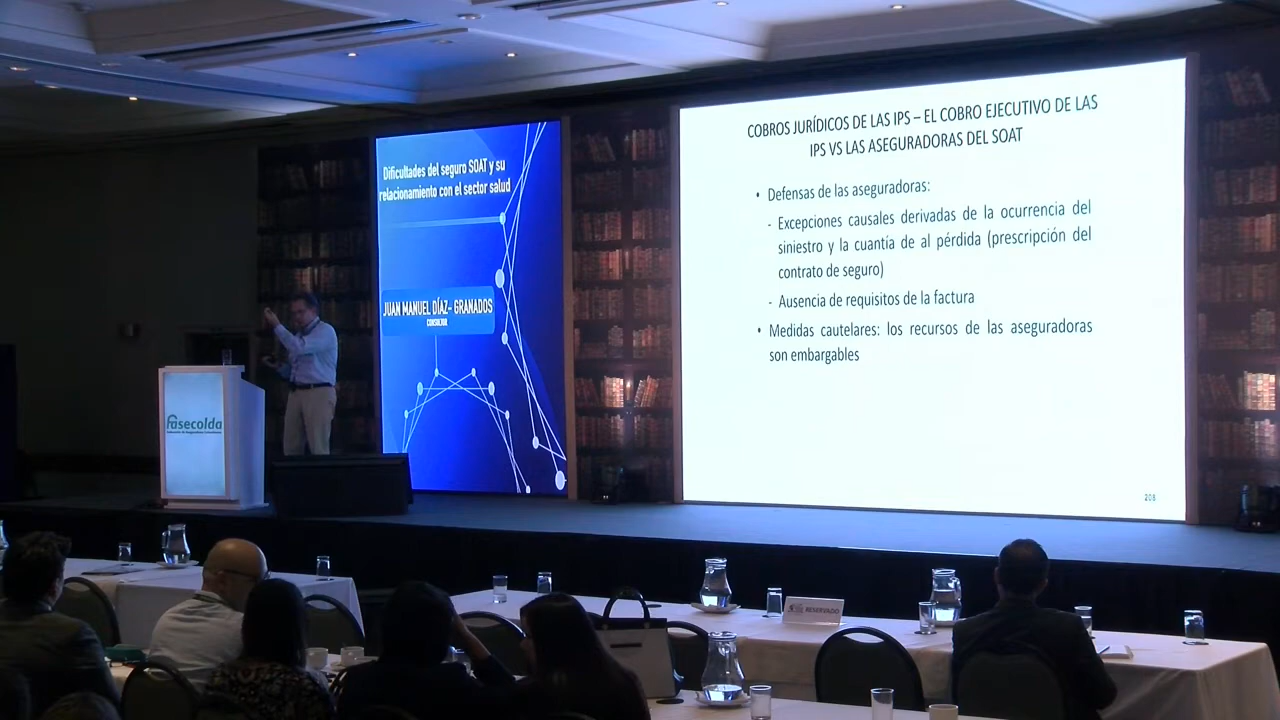 Dificultades del seguro SOAT y su
relacionamiento con el sector salud
JUAN MANUEL DÍAZ- GRANADOS
CONSULTOR
fasecolda
COBROS JURÍDICOS DE LAS IPS – EL COBRO EJECUTIVO DE LAS
IPS VS LAS ASEGURADORAS DEL SOAT
• Defensas de las aseguradoras:
- Excepciones causales derivadas de la ocurrencia del
siniestro y la cuantía de al pérdida (prescripción del
contrato de seguro)
- Ausencia de requisitos de la factura
• Medidas cautelares: los recursos de las aseguradoras
son embargables
208
RESERVADO